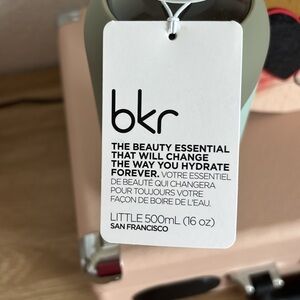 bkr
THE BEAUTY ESSENTIAL
THAT WILL CHANGE
THE WAY YOU HYDRATE
FOREVER. VOTRE ESSENTIEL
DE BEAUTÉ QUI CHANGERA
POUR TOUJOURS VOTRE
FAÇON DE BOIRE DE L'EAU.
LITTLE 500mL (16 oz)
SAN FRANCISCO